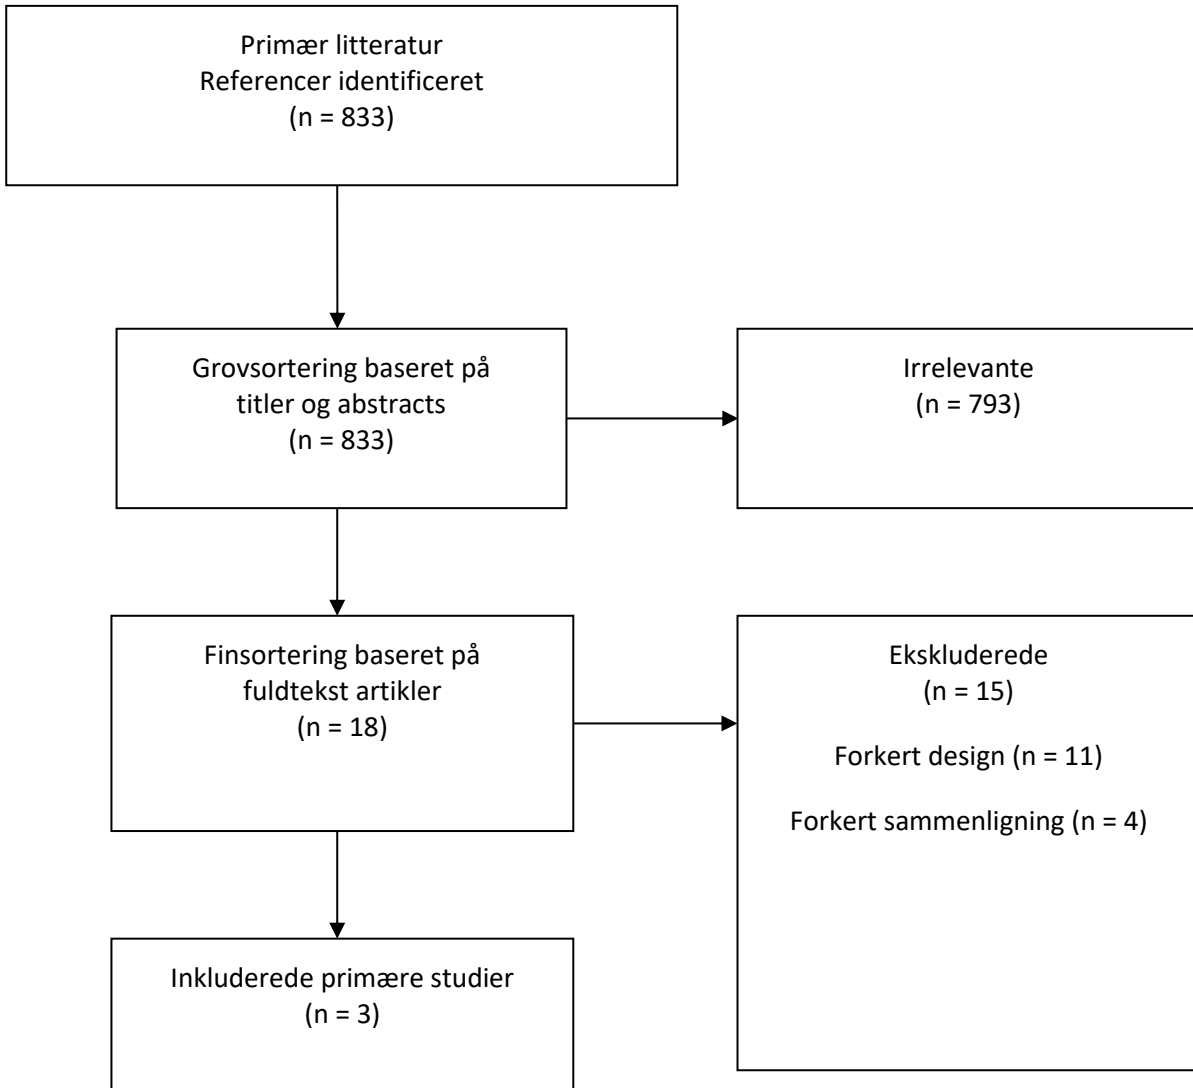 Primær litteratur
Referencer identificeret
(n = 833)
Grovsortering baseret på
titler og abstracts
(n = 833)
Irrelevante
(n = 793)
Finsortering baseret på
fuldtekst artikler
(n = 18)
Ekskluderede
(n = 15)
Forkert design (n = 11)
Forkert sammenligning (n = 4)
Inkluderede primære studier
(n = 3)